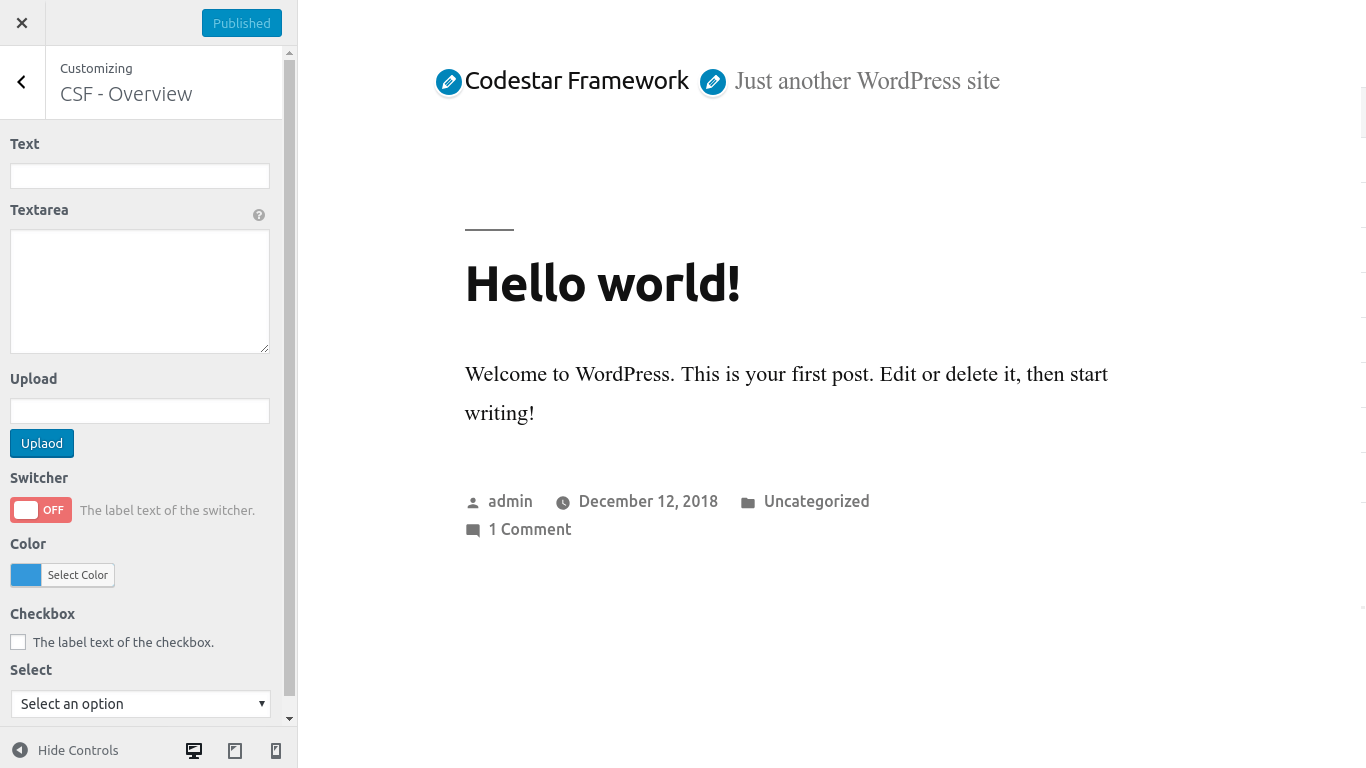 Published
Customizing
CSF - Overview
Text
Textarea
Upload
Uplaod
Switcher
OFF The label text of the switcher.
Color
Select Color
Checkbox
The label text of the checkbox.
Select
Select an option
Hide Controls
Codestar Framework Just another WordPress site
Hello world!
Welcome to WordPress. This is your first post. Edit or delete it, then start
writing!
admin December 12, 2018 Uncategorized
1 Comment